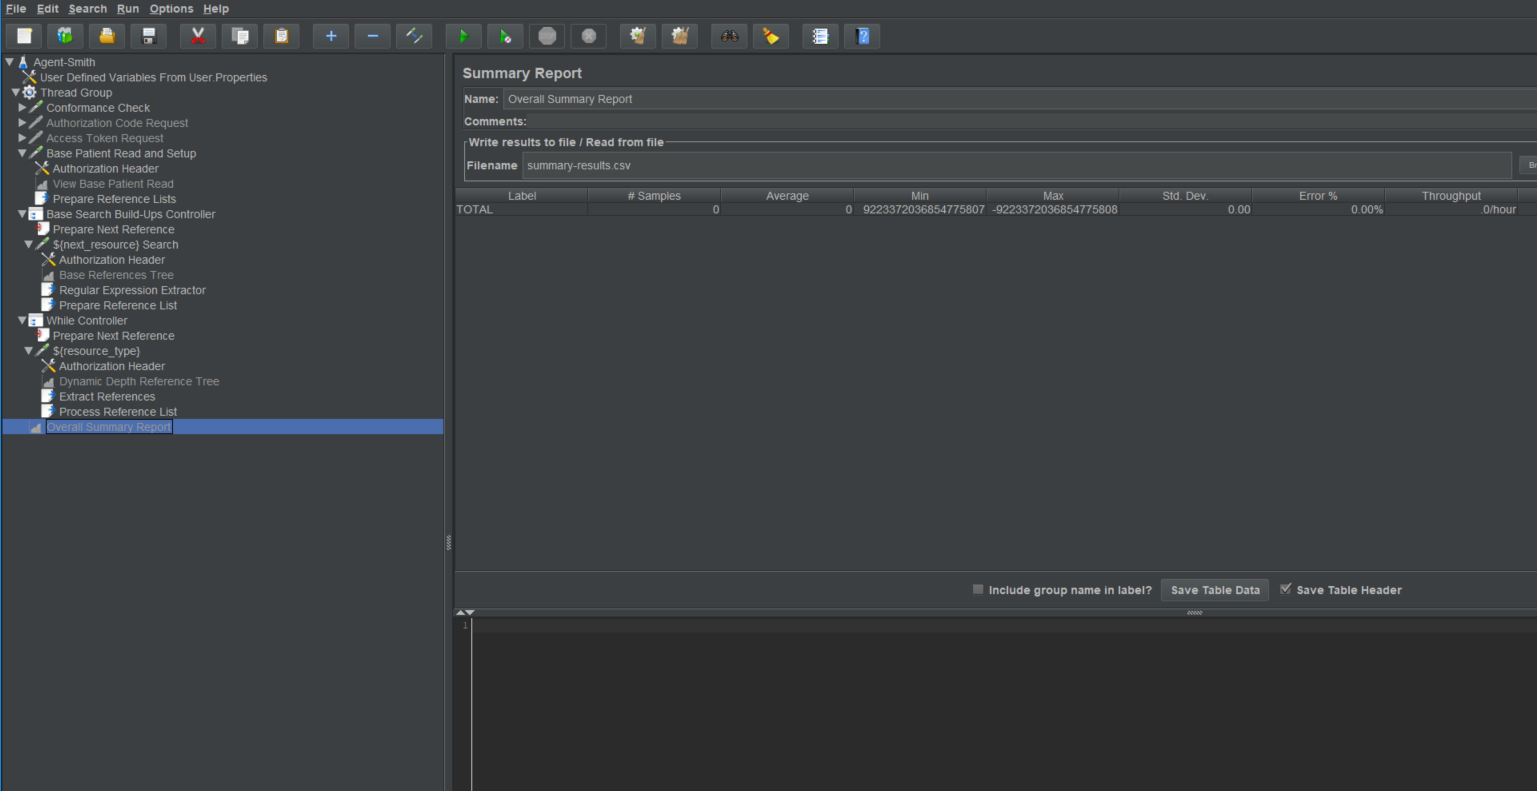 File Edit Search Run Options Help
Agent-Smith
User Defined Variables From User.Properties
Thread Group
Conformance Check
Authorization Code Request
Access Token Request
Base Patient Read and Setup
Authorization Header
View Base Patient Read
Prepare Reference Lists
Base Search Build-Ups Controller
Prepare Next Reference
${next_resource} Search
Authorization Header
Base References Tree
Regular Expression Extractor
Prepare Reference List
While Controller
Prepare Next Reference
${resource_type}
Authorization Header
Dynamic Depth Reference Tree
Extract References
Process Reference List
Overall Summary Report
Summary Report
Name: Overall Summary Report
Comments:
Write results to file / Read from file
Filename summary-results.csv
Label # Samples Average Min Max Std. Dev. Error % Throughput
TOTAL 0 0 9223372036854775807 -9223372036854775808 0.00 0.00% .0/hour
Include group name in label? Save Table Data Save Table Header
1